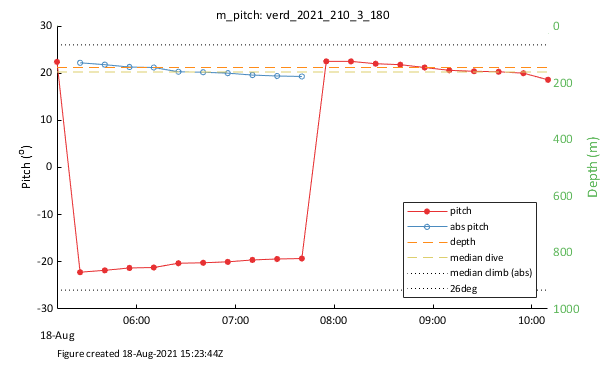 m_pitch: verd_2021_210_3_180
30
20
10
0
-10
-20
-30
Pitch (°)
0
200
400
600
800
1000
Depth (m)
pitch
abs pitch
depth
median dive
median climb (abs)
26deg
06:00 07:00 08:00 09:00 10:00
18-Aug
Figure created 18-Aug-2021 15:23:44Z